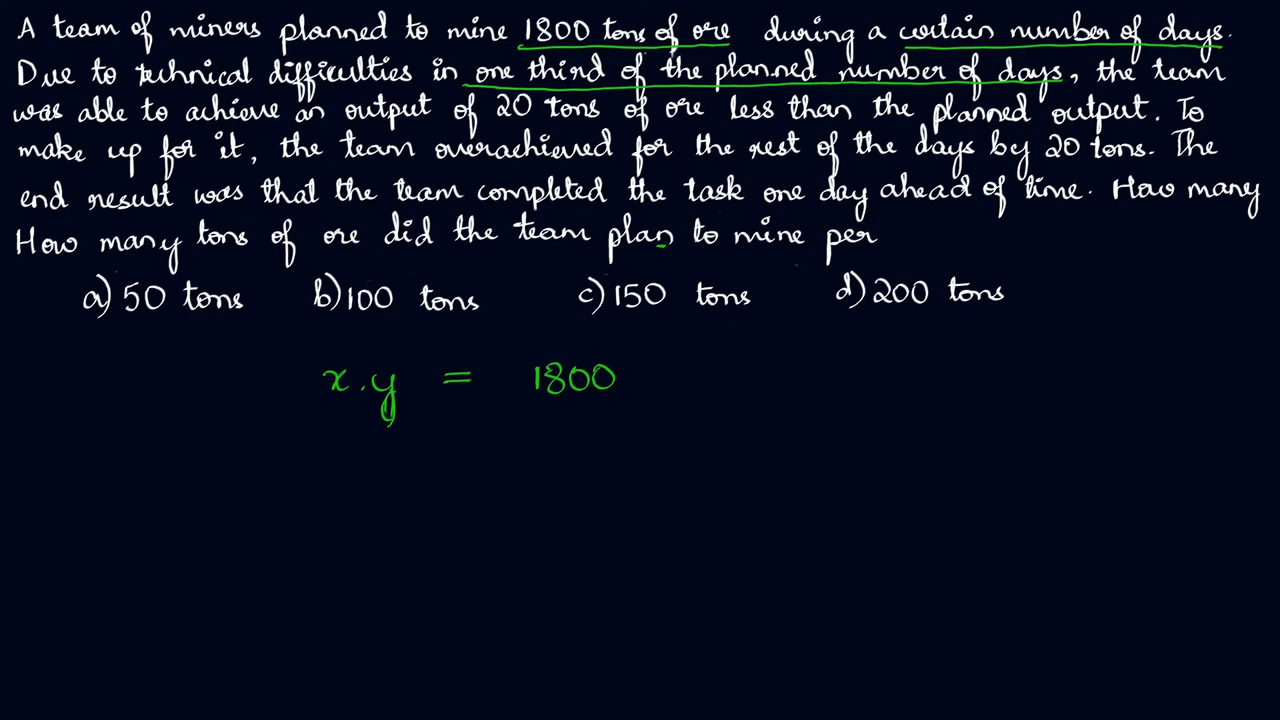 A team of miners planned to mine 1800 tons of ore during a certain number of days.
Due to technical difficulties in one third of the planned number of days, the team
was able to achieve an output of 20 tons of ore less than the planned output. To
make up for it, the team overachieved for the rest of the days by 20 tons. The
end result was that the team completed the task one day ahead of time. How many
How many tons of ore did the team plan to mine per
a) 50 tons b) 100 tons c) 150 tons d) 200 tons
x.y = 1800